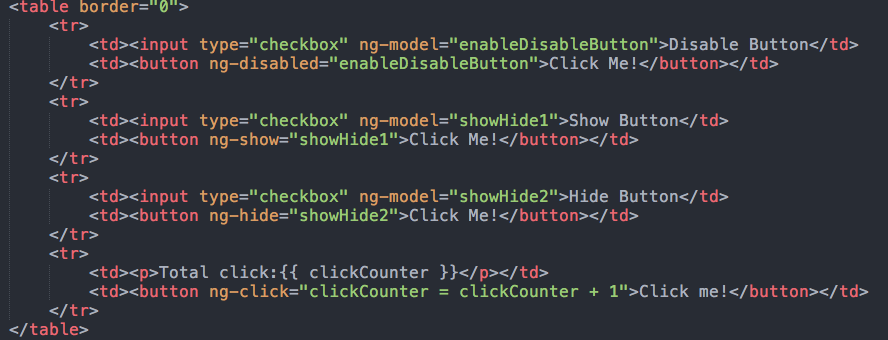 <table border="0">
    <tr>
        <td><input type="checkbox" ng-model="enableDisableButton">Disable Button</td>
        <td><button ng-disabled="enableDisableButton">Click Me!</button></td>
    </tr>
    <tr>
        <td><input type="checkbox" ng-model="showHide1">Show Button</td>
        <td><button ng-show="showHide1">Click Me!</button></td>
    </tr>
    <tr>
        <td><input type="checkbox" ng-model="showHide2">Hide Button</td>
        <td><button ng-hide="showHide2">Click Me!</button></td>
    </tr>
    <tr>
        <td><p>Total click:{{ clickCounter }}</p></td>
        <td><button ng-click="clickCounter = clickCounter + 1">Click me!</button></td>
    </tr>
</table>